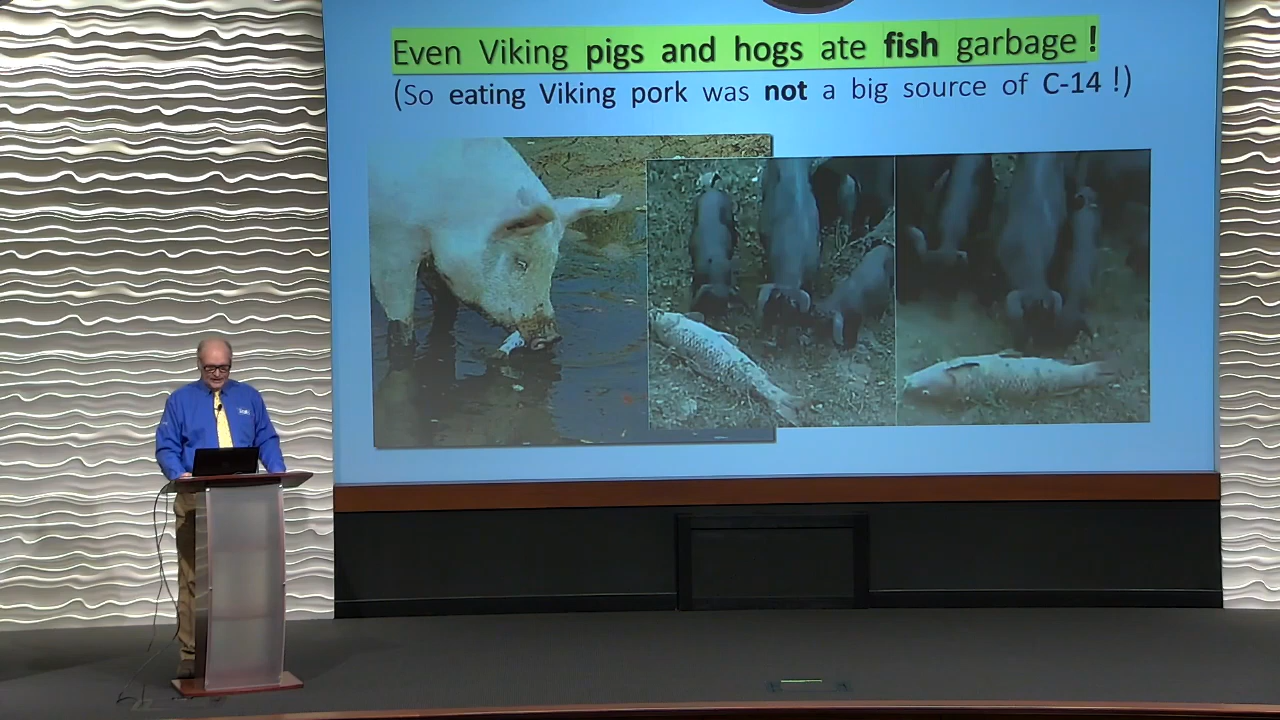 Even Viking pigs and hogs ate fish garbage !
(So eating Viking pork was not a big source of C-14 !)